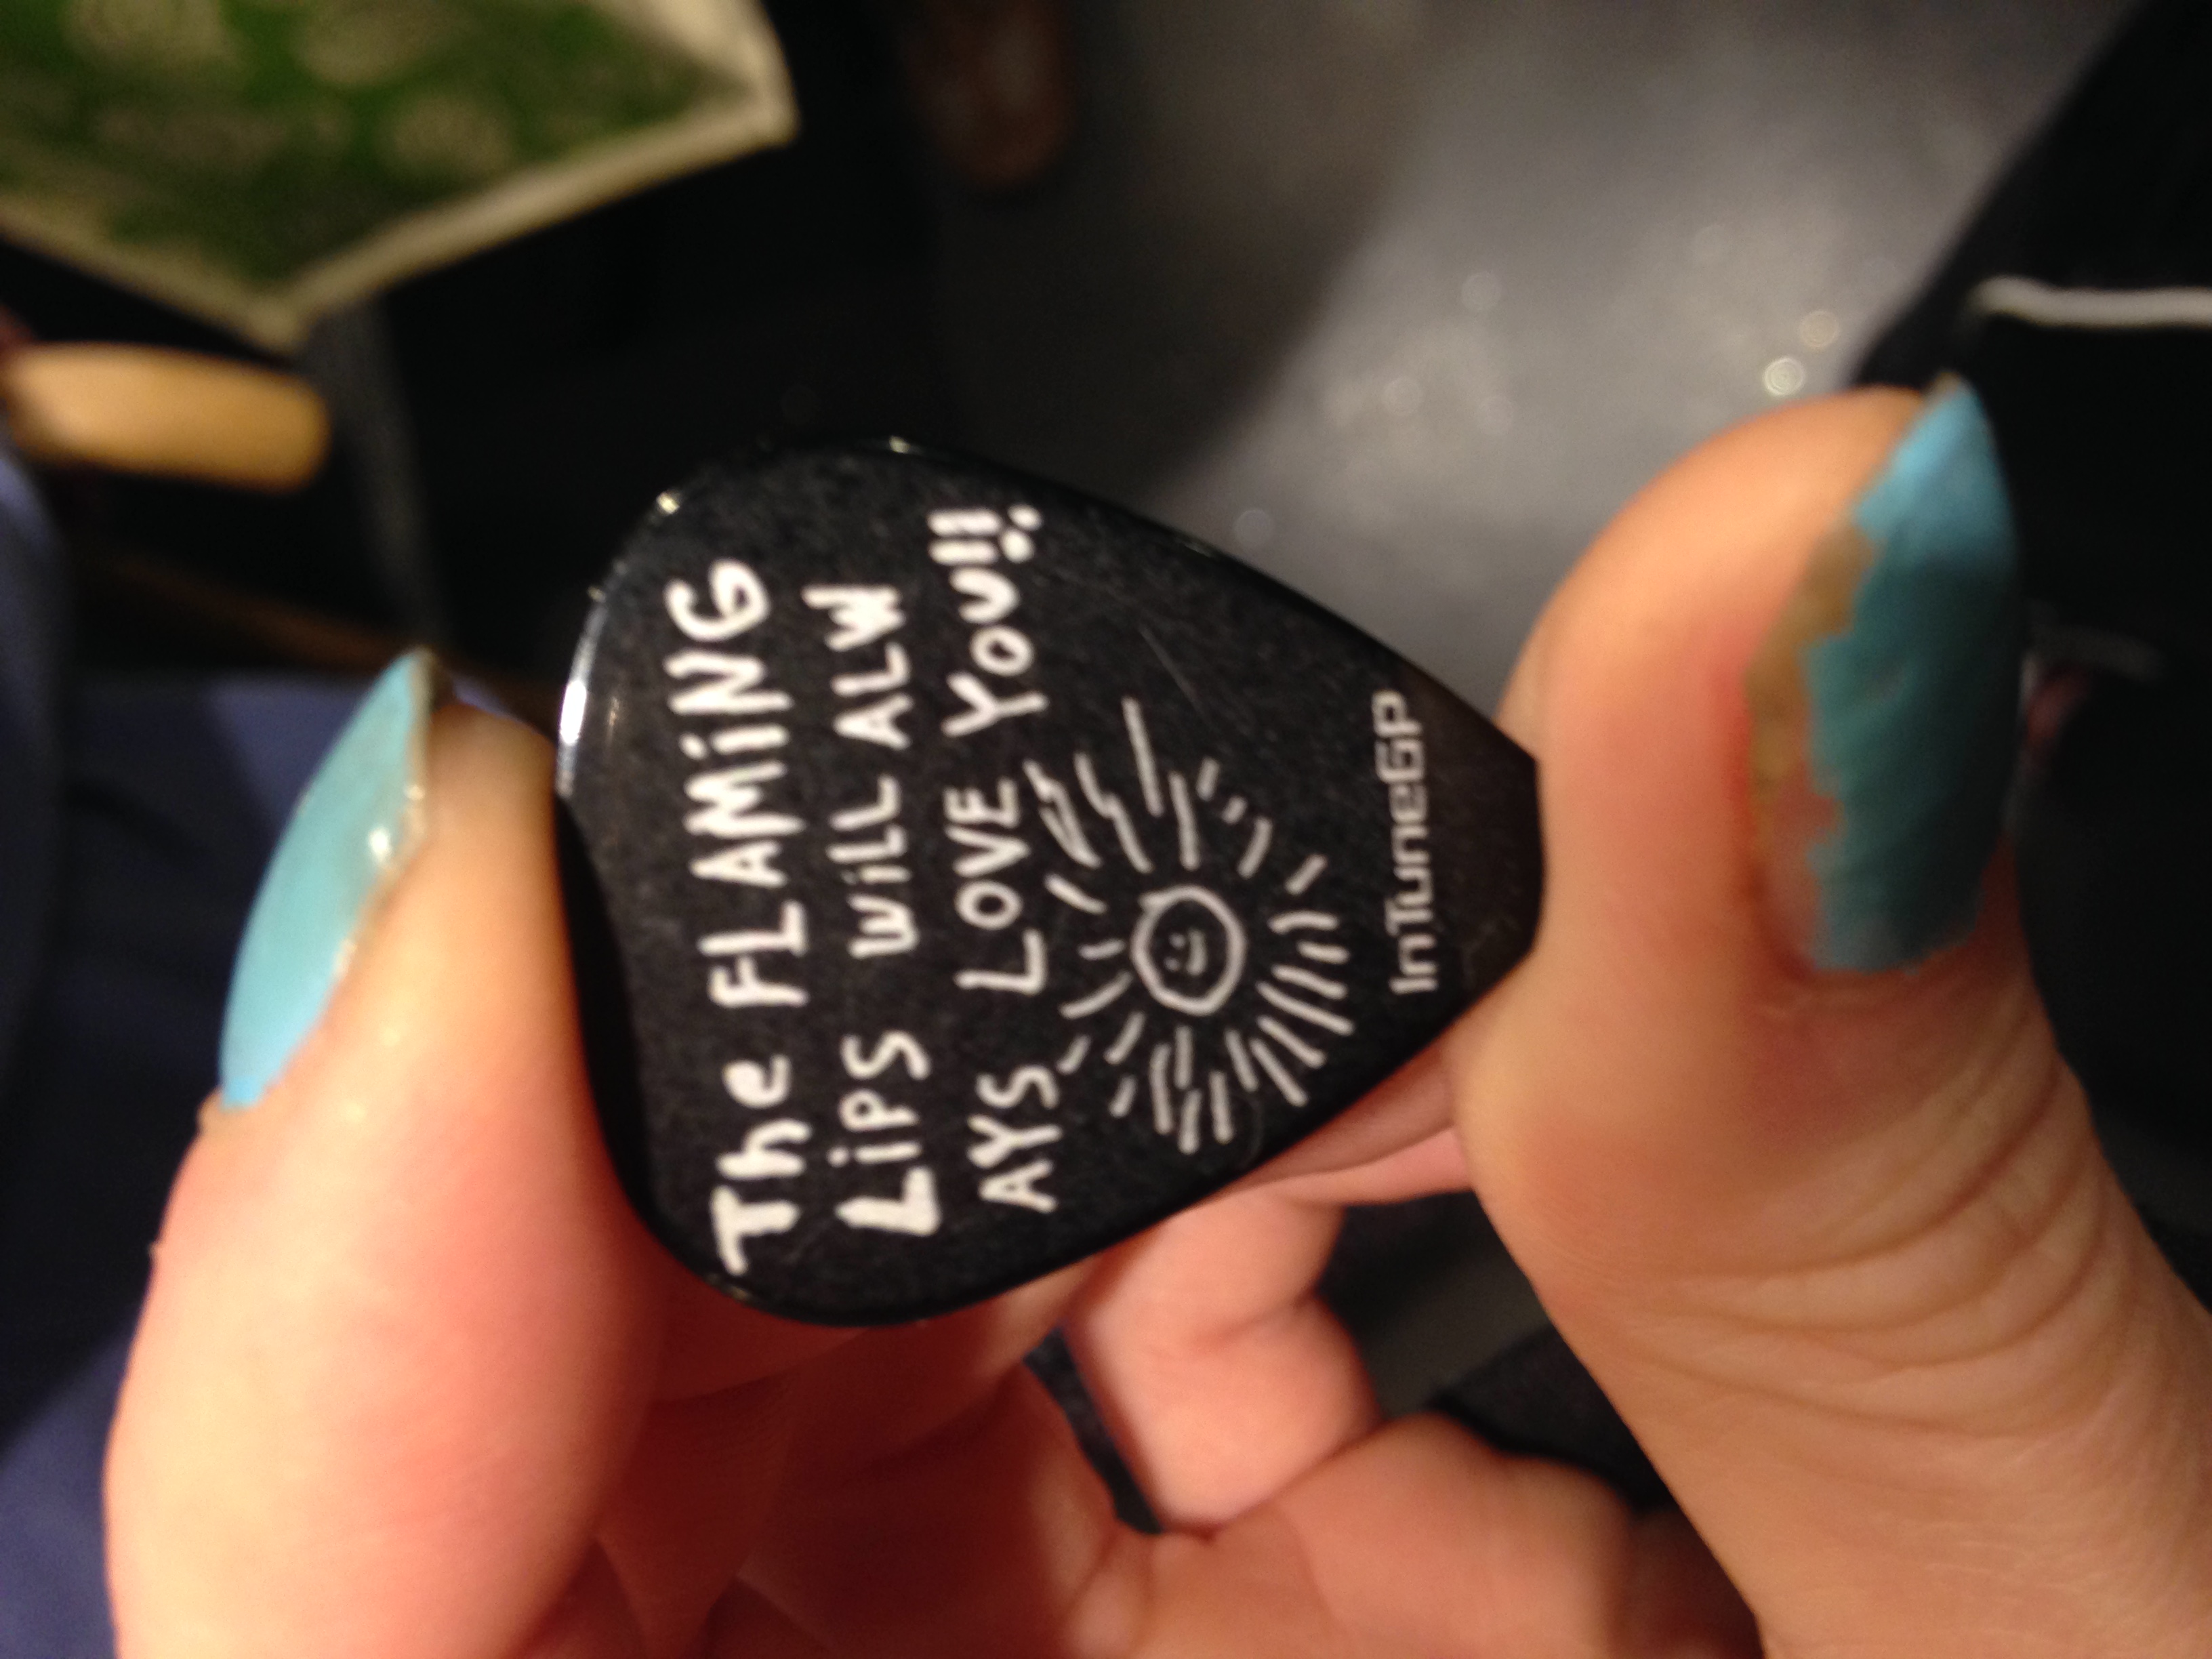 The FLAMiNG
LiPS WiLL ALW
AYS LOVE YOU!!
InTuneGP